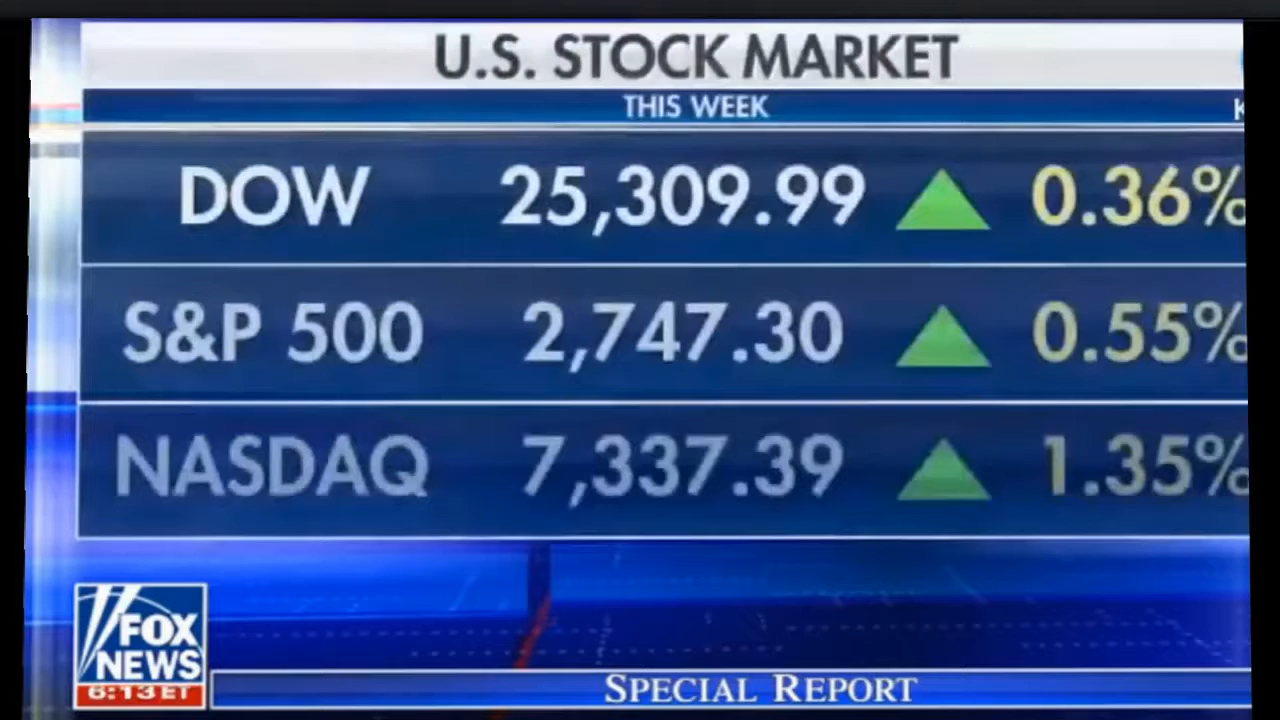 U.S. STOCK MARKET
THIS WEEK
DOW 25,309.99 0.36%
S&P 500 2,747.30 0.55%
NASDAQ 7,337.39 1.35%
FOX
NEWS
6:13 ET
SPECIAL REPORT